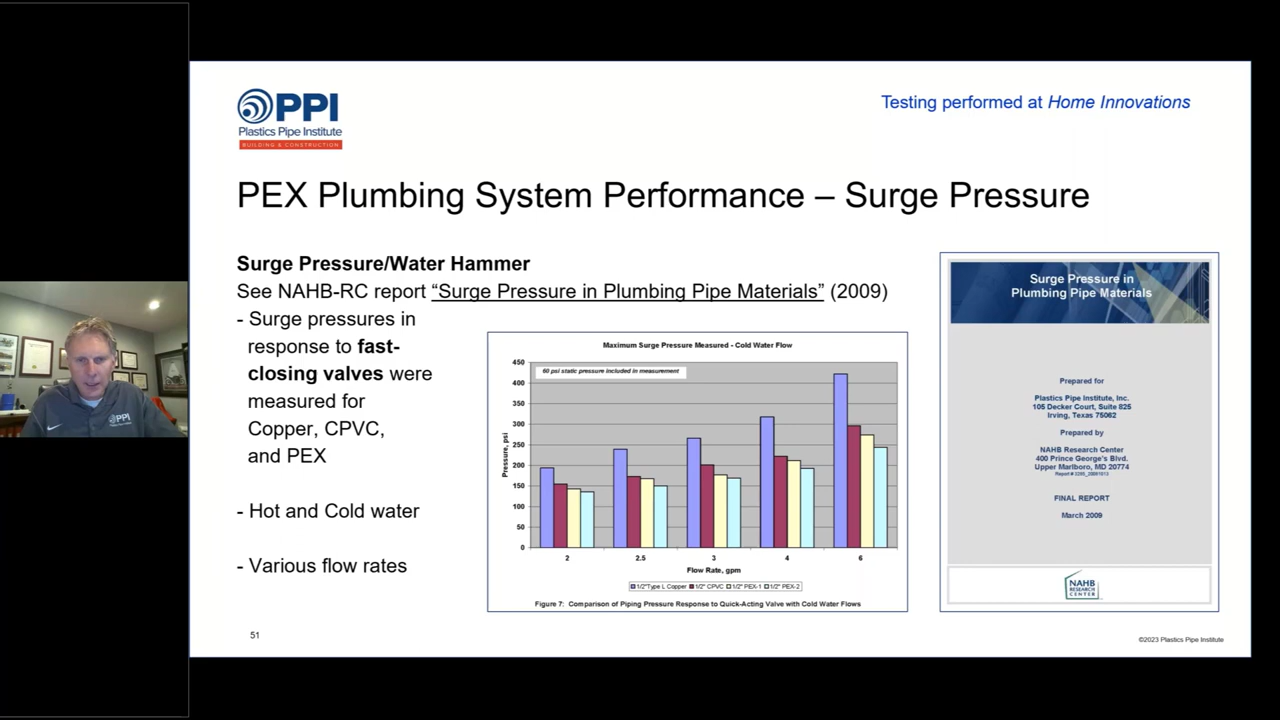 PPI
Plastics Pipe Institute
BUILDING & CONSTRUCTION
Testing performed at Home Innovations
PEX Plumbing System Performance – Surge Pressure
Surge Pressure/Water Hammer
See NAHB-RC report “Surge Pressure in Plumbing Pipe Materials” (2009)
- Surge pressures in
response to fast-
closing valves were
measured for
Copper, CPVC,
and PEX
- Hot and Cold water
- Various flow rates
Maximum Surge Pressure Measured - Cold Water Flow
60 psi static pressure included in measurement
450
400
350
300
250
200
150
100
50
0
Pressure, psi
2 2.5 3 4 6
Flow Rate, gpm
1/2"Type L Copper 1/2" CPVC 1/2" PEX-1 1/2" PEX-2
Figure 7: Comparison of Piping Pressure Response to Quick-Acting Valve with Cold Water Flows
Surge Pressure in
Plumbing Pipe Materials
Prepared for
Plastics Pipe Institute, Inc.
105 Decker Court, Suite 825
Irving, Texas 75062
Prepared by
NAHB Research Center
400 Prince George's Blvd.
Upper Marlboro, MD 20774
FINAL REPORT
March 2009
NAHB
RESEARCH
CENTER
51
©2023 Plastics Pipe Institute
PPI